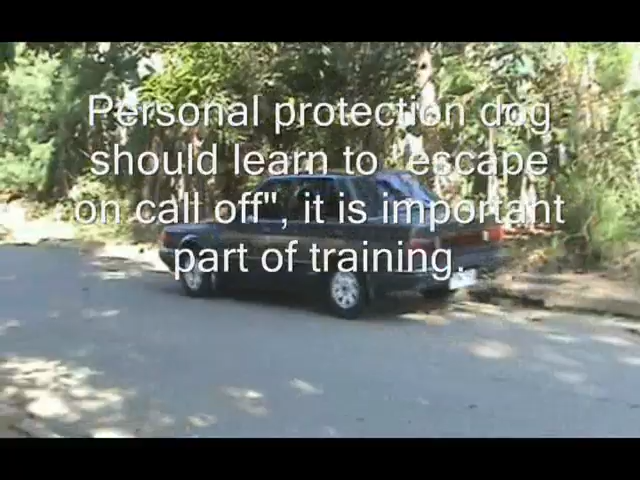 Personal protection dog
should learn to "escape
on call off", it is important
part of training.